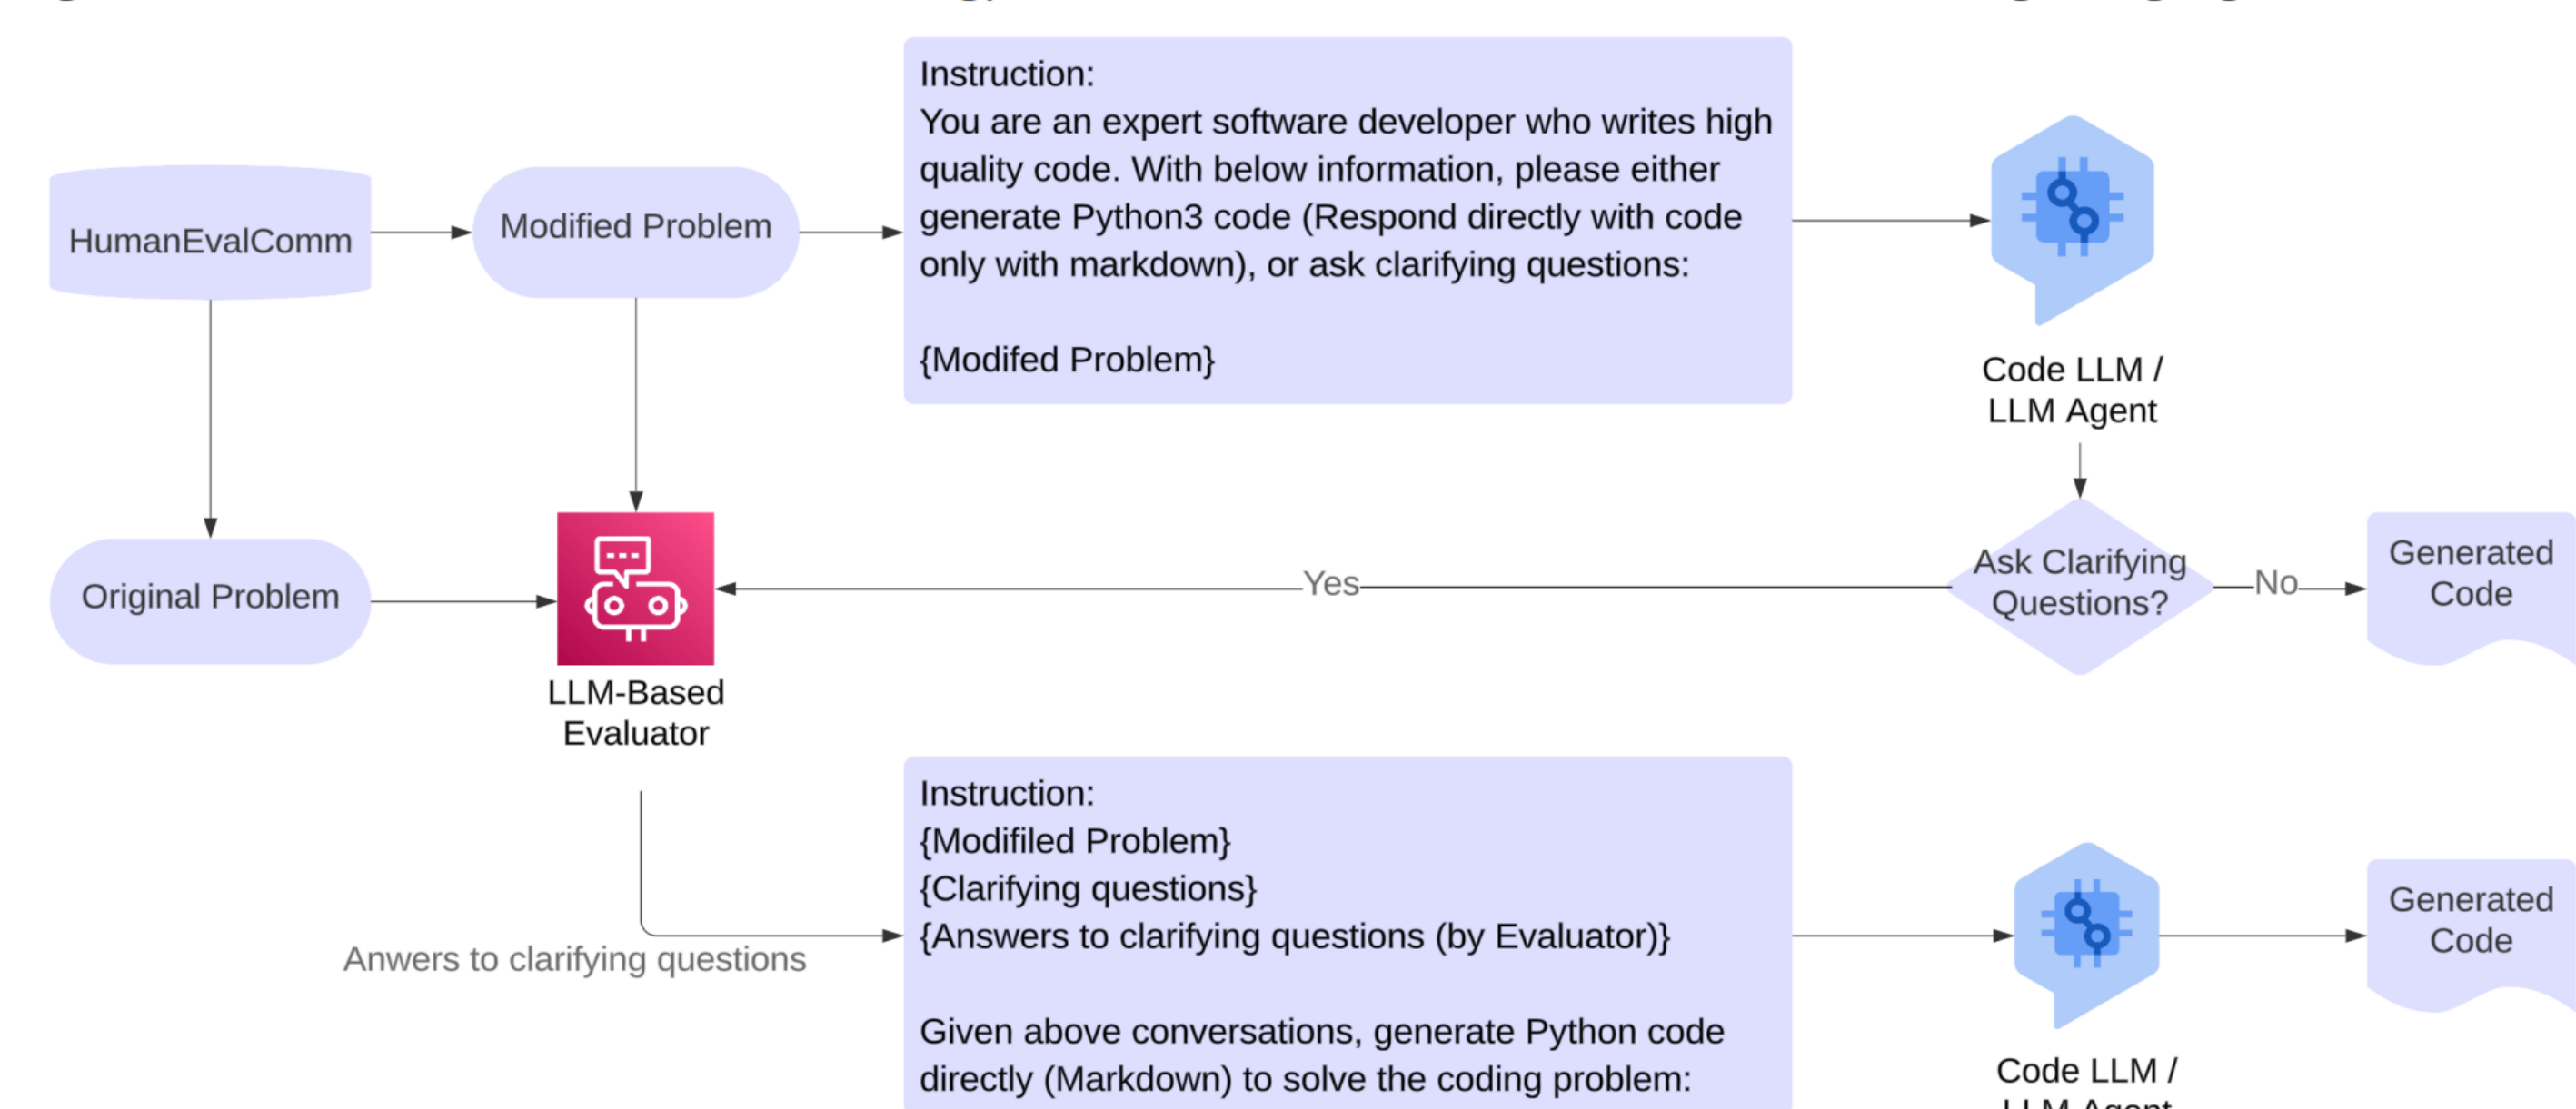 Instruction:
You are an expert software developer who writes high
quality code. With below information, please either
generate Python3 code (Respond directly with code
only with markdown), or ask clarifying questions:
{Modifed Problem}
HumanEvalComm
Modified Problem
Code LLM /
LLM Agent
Original Problem
LLM-Based
Evaluator
Yes
Ask Clarifying
Questions?
No
Generated
Code
Anwers to clarifying questions
Instruction:
{Modifiled Problem}
{Clarifying questions}
{Answers to clarifying questions (by Evaluator)}
Given above conversations, generate Python code
directly (Markdown) to solve the coding problem:
Code LLM /
LLM Agent
Generated
Code